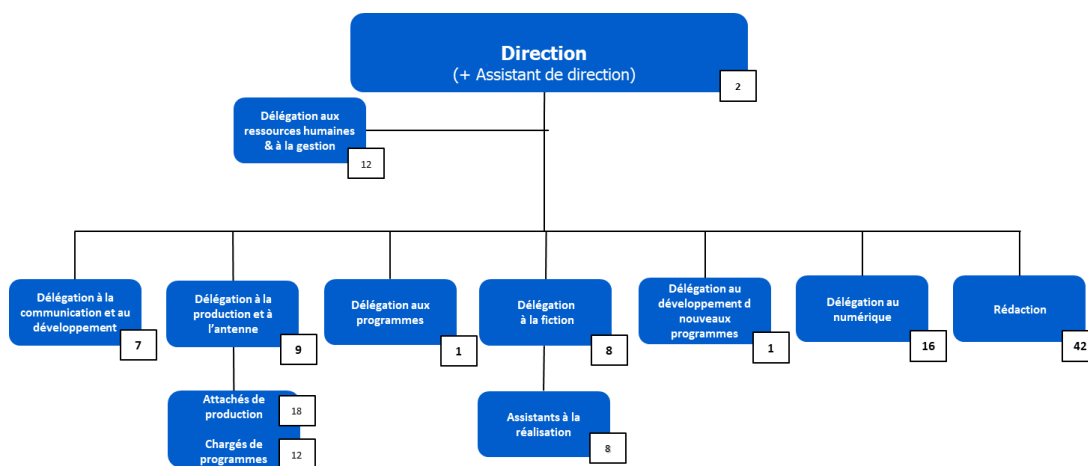 Direction
(+ Assistant de direction)
2
Délégation aux
ressources humaines
& à la gestion
12
Délégation à la
communication et au
développement
7
Délégation à la
production et à
l'antenne
9
Délégation aux
programmes
1
Délégation
à la fiction
8
Délégation au
développement d
nouveaux
programmes
1
Délégation au
numérique
16
Rédaction
42
Attachés de
production
18
Chargés de
programmes
12
Assistants à la
réalisation
8